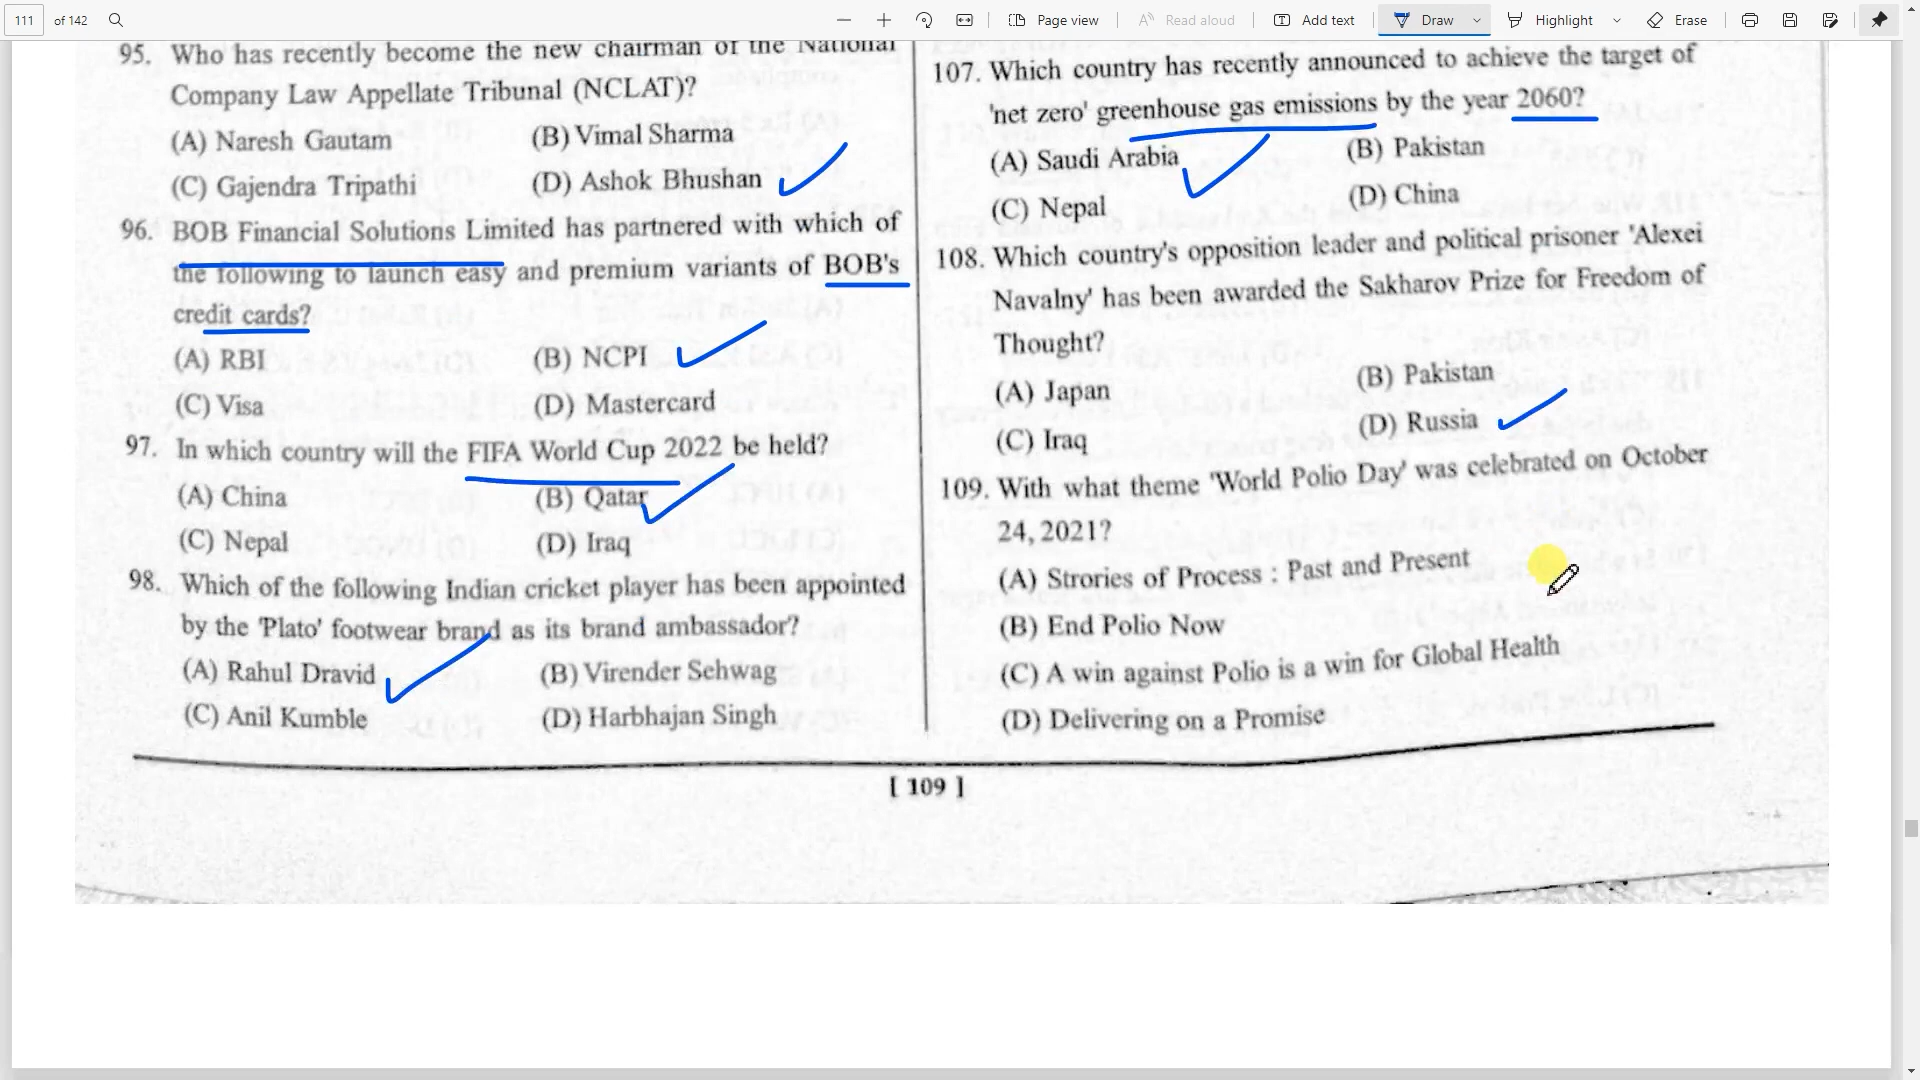 111 of 142
Page view
Read aloud
Add text
Draw
Highlight
Erase
95. Who has recently become the new chairman of the National
Company Law Appellate Tribunal (NCLAT)?
(A) Naresh Gautam (B) Vimal Sharma
(C) Gajendra Tripathi (D) Ashok Bhushan
96. BOB Financial Solutions Limited has partnered with which of
the following to launch easy and premium variants of BOB's
credit cards?
(A) RBI (B) NCPI
(C) Visa (D) Mastercard
97. In which country will the FIFA World Cup 2022 be held?
(A) China (B) Qatar
(C) Nepal (D) Iraq
98. Which of the following Indian cricket player has been appointed
by the 'Plato' footwear brand as its brand ambassador?
(A) Rahul Dravid (B) Virender Sehwag
(C) Anil Kumble (D) Harbhajan Singh
107. Which country has recently announced to achieve the target of
'net zero' greenhouse gas emissions by the year 2060?
(A) Saudi Arabia (B) Pakistan
(C) Nepal (D) China
108. Which country's opposition leader and political prisoner 'Alexei
Navalny' has been awarded the Sakharov Prize for Freedom of
Thought?
(A) Japan (B) Pakistan
(C) Iraq (D) Russia
109. With what theme 'World Polio Day' was celebrated on October
24, 2021?
(A) Strories of Process : Past and Present
(B) End Polio Now
(C) A win against Polio is a win for Global Health
(D) Delivering on a Promise
[ 109 ]